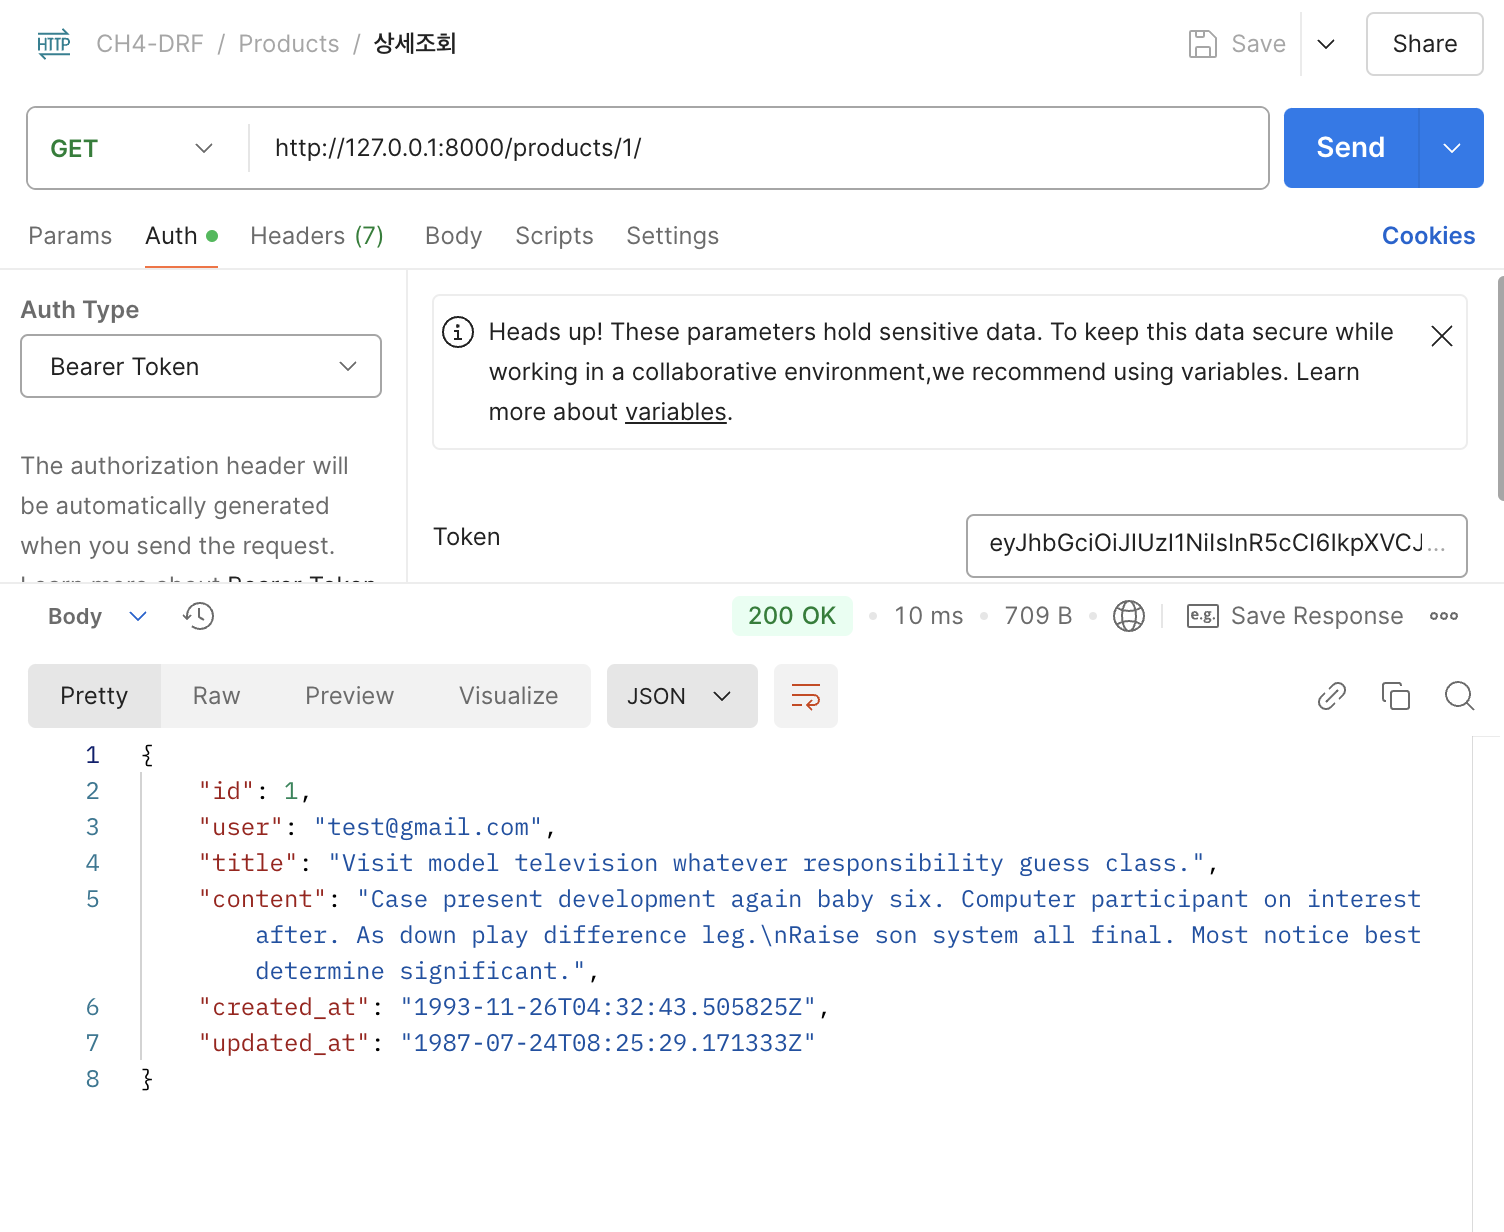 HTTP CH4-DRF / Products / 상세조회 Save Share
GET http://127.0.0.1:8000/products/1/ Send
Params Auth Headers (7) Body Scripts Settings Cookies
Auth Type
Bearer Token
The authorization header will
be automatically generated
when you send the request.
Learn more about Bearer Token
Heads up! These parameters hold sensitive data. To keep this data secure while
working in a collaborative environment,we recommend using variables. Learn
more about variables.
Token eyJhbGciOiJIUzI1NiIsInR5cCI6IkpXVCJ...
Body 200 OK • 10 ms • 709 B • e.g. Save Response
Pretty Raw Preview Visualize JSON
1 {
2 "id": 1,
3 "user": "test@gmail.com",
4 "title": "Visit model television whatever responsibility guess class.",
5 "content": "Case present development again baby six. Computer participant on interest
after. As down play difference leg.\nRaise son system all final. Most notice best
determine significant.",
6 "created_at": "1993-11-26T04:32:43.505825Z",
7 "updated_at": "1987-07-24T08:25:29.171333Z"
8 }